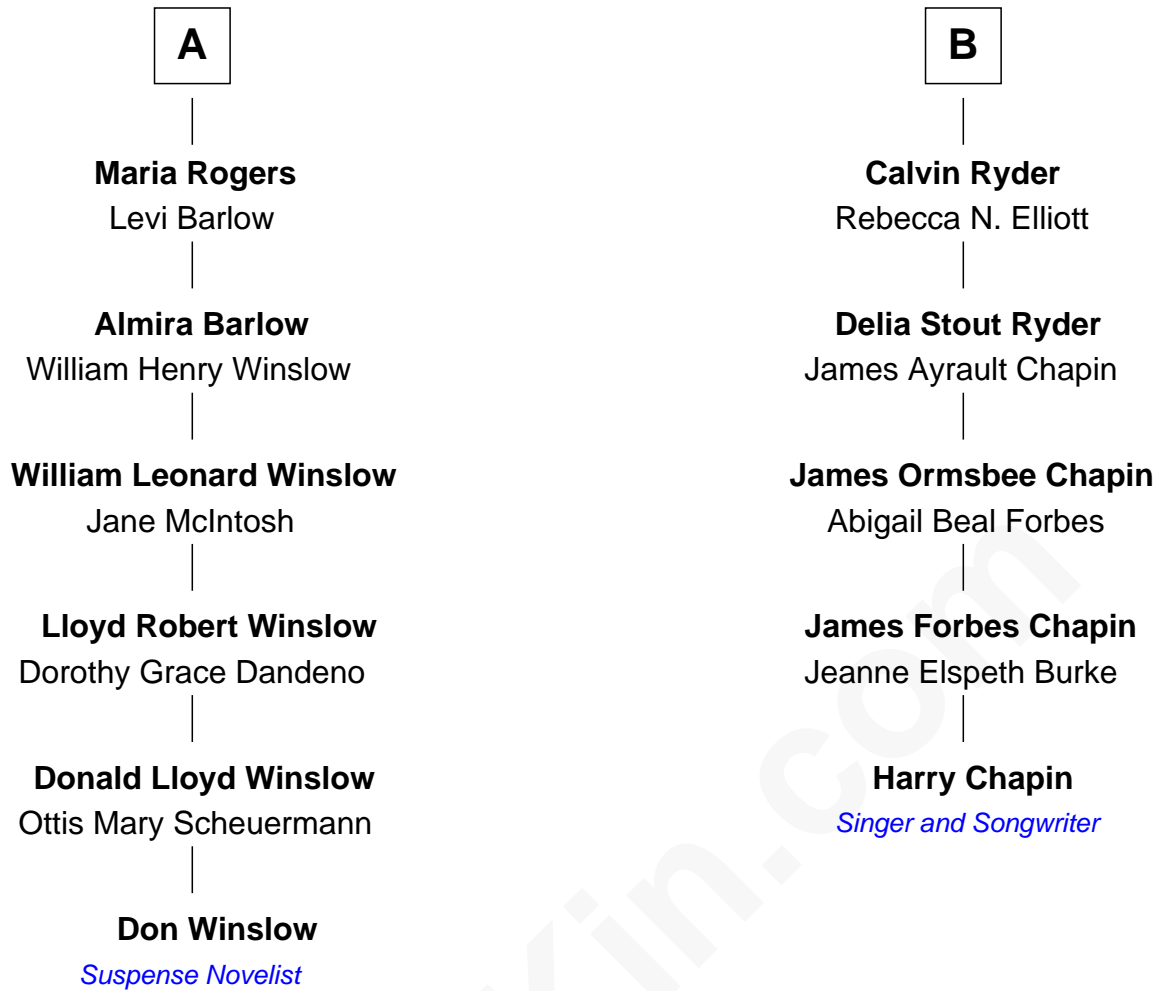 A
Maria Rogers
Levi Barlow
Almira Barlow
William Henry Winslow
William Leonard Winslow
Jane McIntosh
Lloyd Robert Winslow
Dorothy Grace Dandeno
Donald Lloyd Winslow
Ottis Mary Scheuermann
Don Winslow
Suspense Novelist
B
Calvin Ryder
Rebecca N. Elliott
Delia Stout Ryder
James Ayrault Chapin
James Ormsbee Chapin
Abigail Beal Forbes
James Forbes Chapin
Jeanne Elspeth Burke
Harry Chapin
Singer and Songwriter